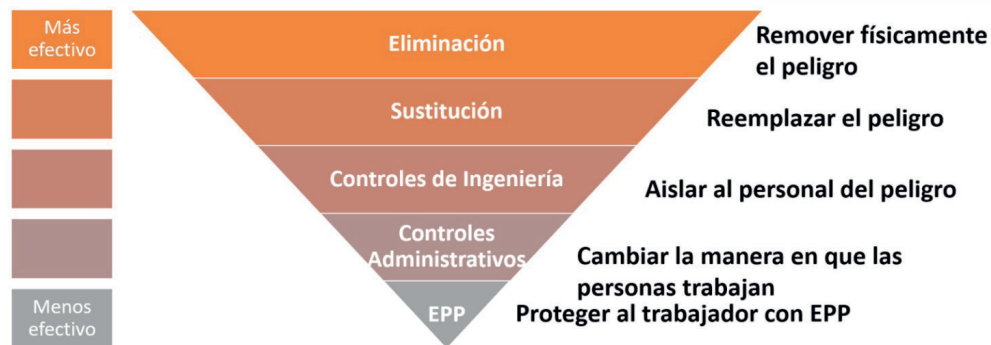 Más
efectivo
Eliminación
Remover físicamente
el peligro
Sustitución
Reemplazar el peligro
Controles de Ingeniería
Aislar al personal del peligro
Controles
Administrativos
Cambiar la manera en que las
personas trabajan
Menos
efectivo
EPP
Proteger al trabajador con EPP